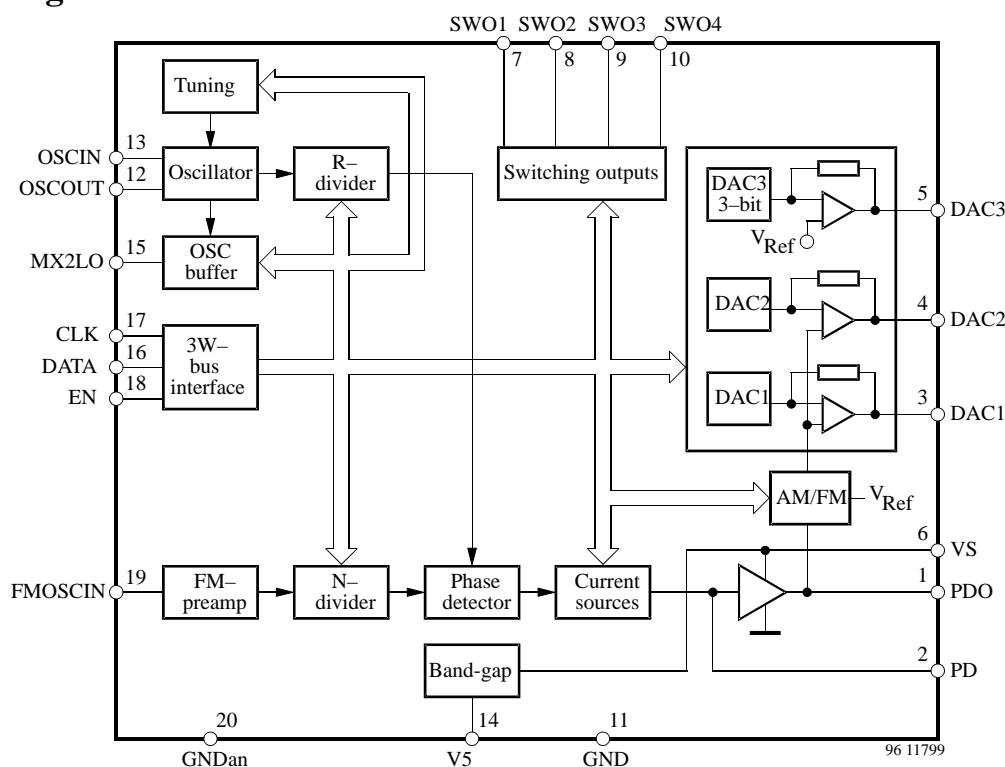 SWO1 SWO2 SWO3 SWO4
7 8 9 10
Tuning
13
OSCIN
12
OSCOUT
Oscillator
R–
divider
Switching outputs
DAC3
3–bit
5
DAC3
VRef
15
MX2LO
OSC
buffer
DAC2
4
DAC2
17
CLK
16
DATA
18
EN
3W–
bus
interface
DAC1
3
DAC1
AM/FM
VRef
6
VS
19
FMOSCIN
FM–
preamp
N–
divider
Phase
detector
Current
sources
1
PDO
2
PD
Band-gap
20
GNDan
14
V5
11
GND
96 11799